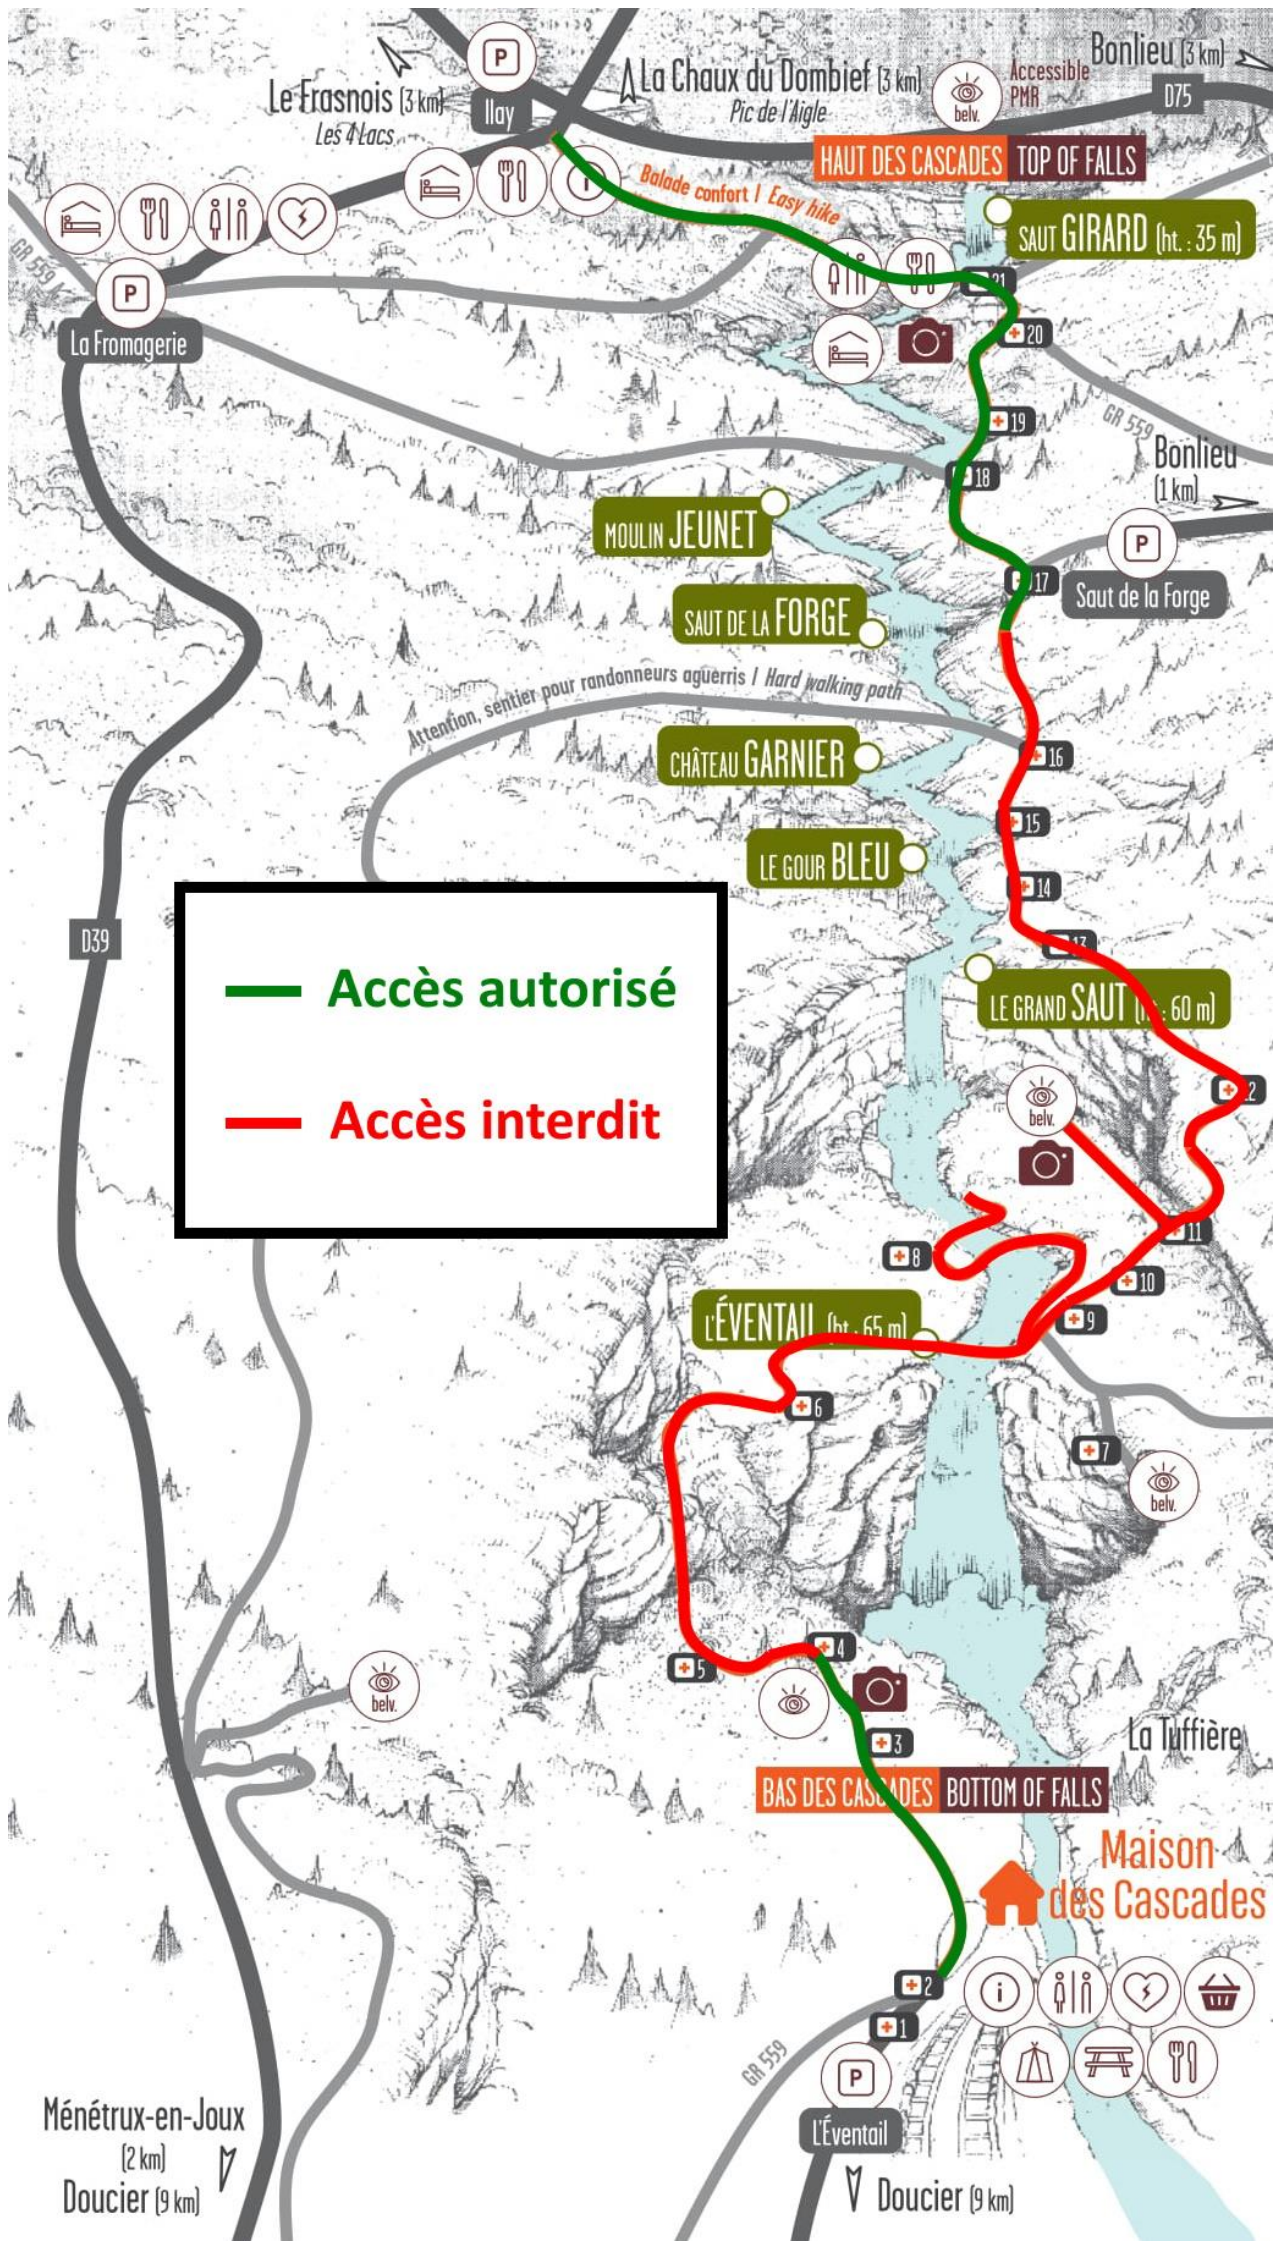 P
Ilay
Le Frasnois (3 km)
Les 4 Lacs
La Chaux du Dombief (3 km)
Pic de l'Aigle
belv.
Accessible
PMR
Bonlieu (3 km)
D75
HAUT DES CASCADES TOP OF FALLS
Balade confort | Easy hike
i
SAUT GIRARD (ht. : 35 m)
GR 559
P
La Fromagerie
21
20
19
GR 559
18
Bonlieu
(1 km)
P
Saut de la Forge
MOULIN JEUNET
17
SAUT DE LA FORGE
Attention, sentier pour randonneurs aguerris | Hard walking path
CHÂTEAU GARNIER
16
15
LE GOUR BLEU
14
D39
13
Accès autorisé
LE GRAND SAUT (ht. : 60 m)
Accès interdit
belv.
12
11
8
10
9
L'ÉVENTAIL (ht. : 65 m)
6
7
belv.
4
5
belv.
3
La Tuffière
BAS DES CASCADES BOTTOM OF FALLS
Maison
des Cascades
2
i
1
GR 559
P
L'Éventail
Ménétrux-en-Joux
(2 km)
Doucier (9 km)
Doucier (9 km)